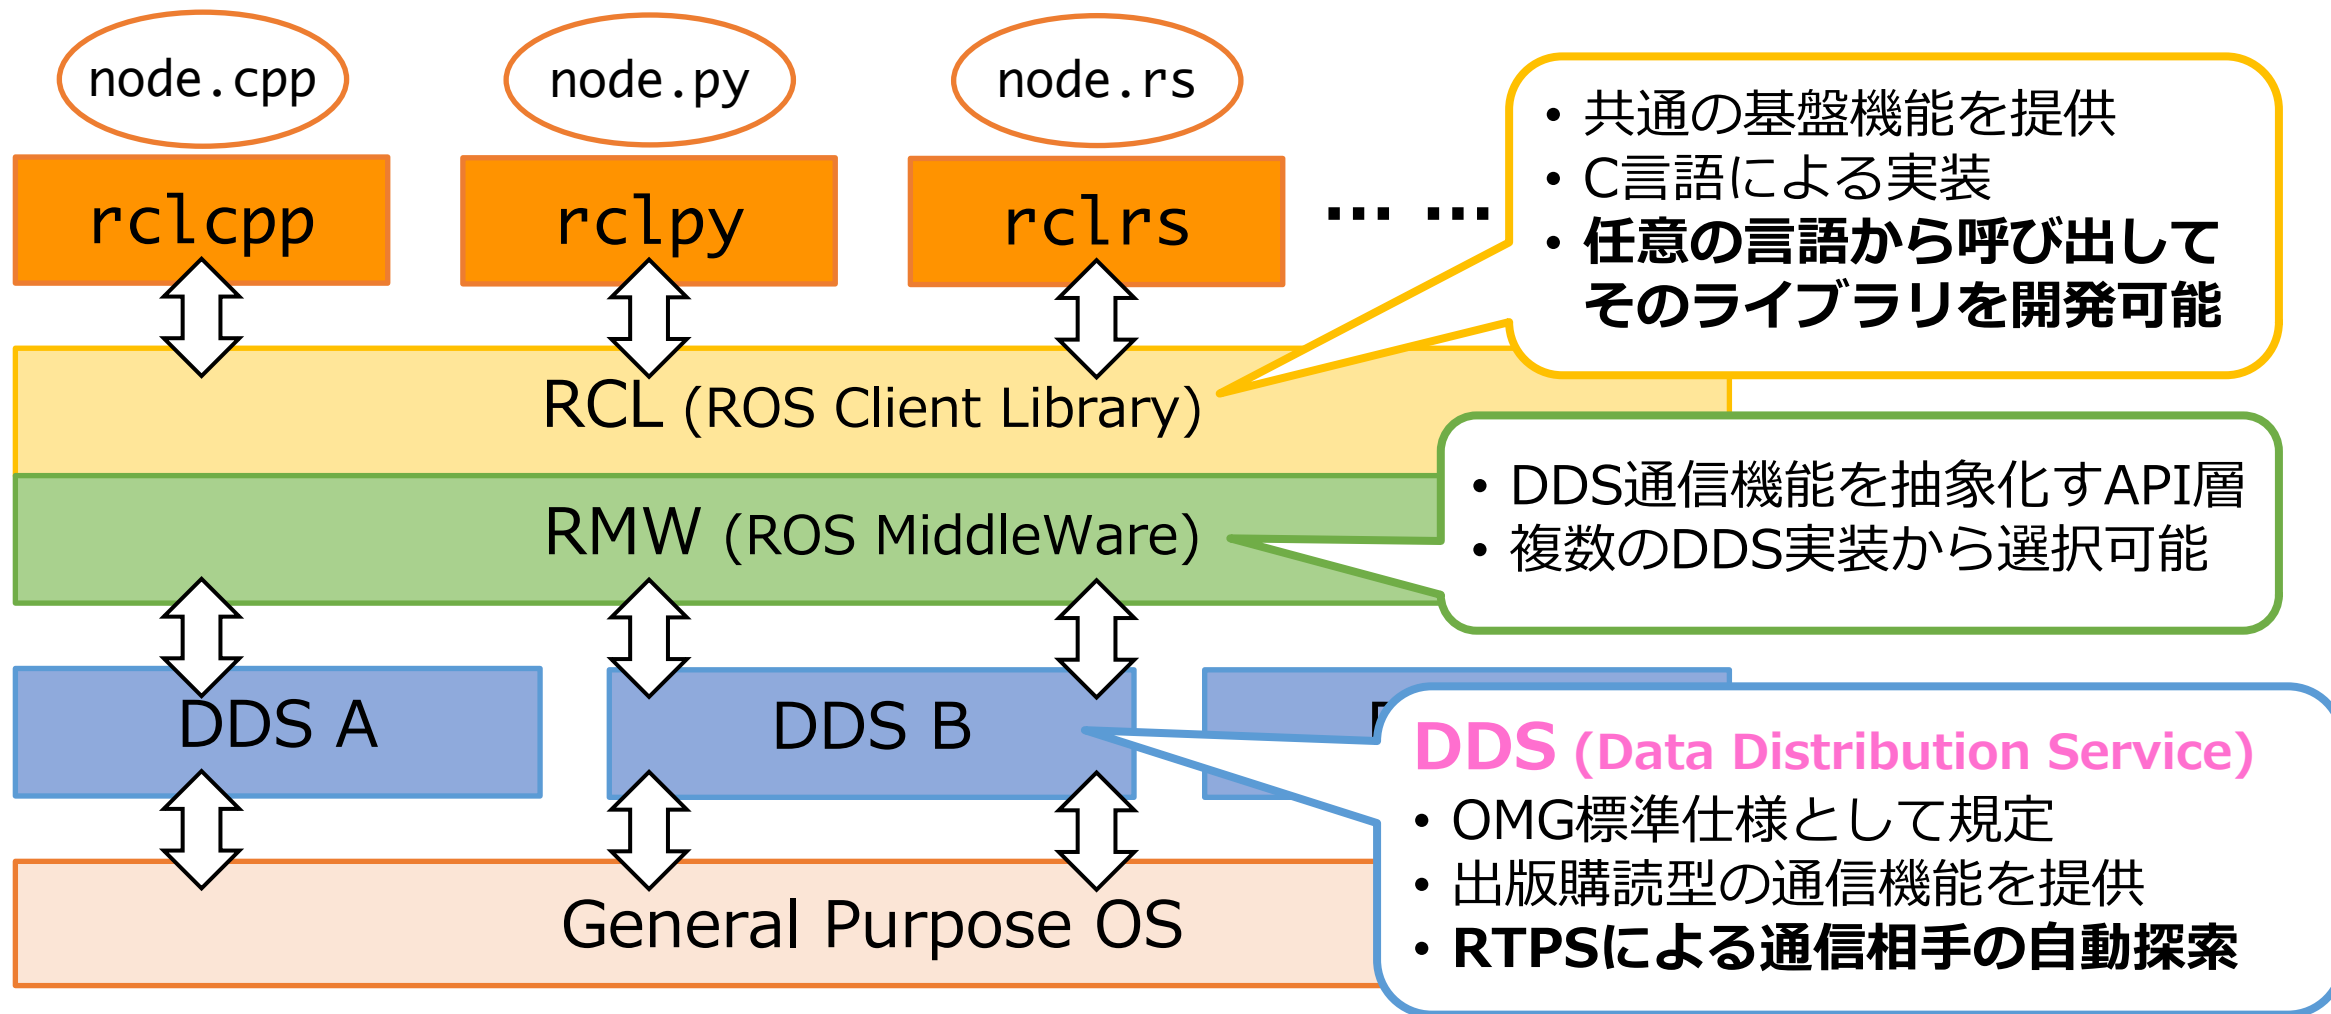 node.cpp
node.py
node.rs
rclcpp
rclpy
rclrs
... ...
• 共通の基盤機能を提供
• C言語による実装
• 任意の言語から呼び出して
そのライブラリを開発可能
RCL (ROS Client Library)
RMW (ROS MiddleWare)
• DDS通信機能を抽象化すAPI層
• 複数のDDS実装から選択可能
DDS A
DDS B
DDS (Data Distribution Service)
• OMG標準仕様として規定
• 出版購読型の通信機能を提供
• RTPSによる通信相手の自動探索
General Purpose OS